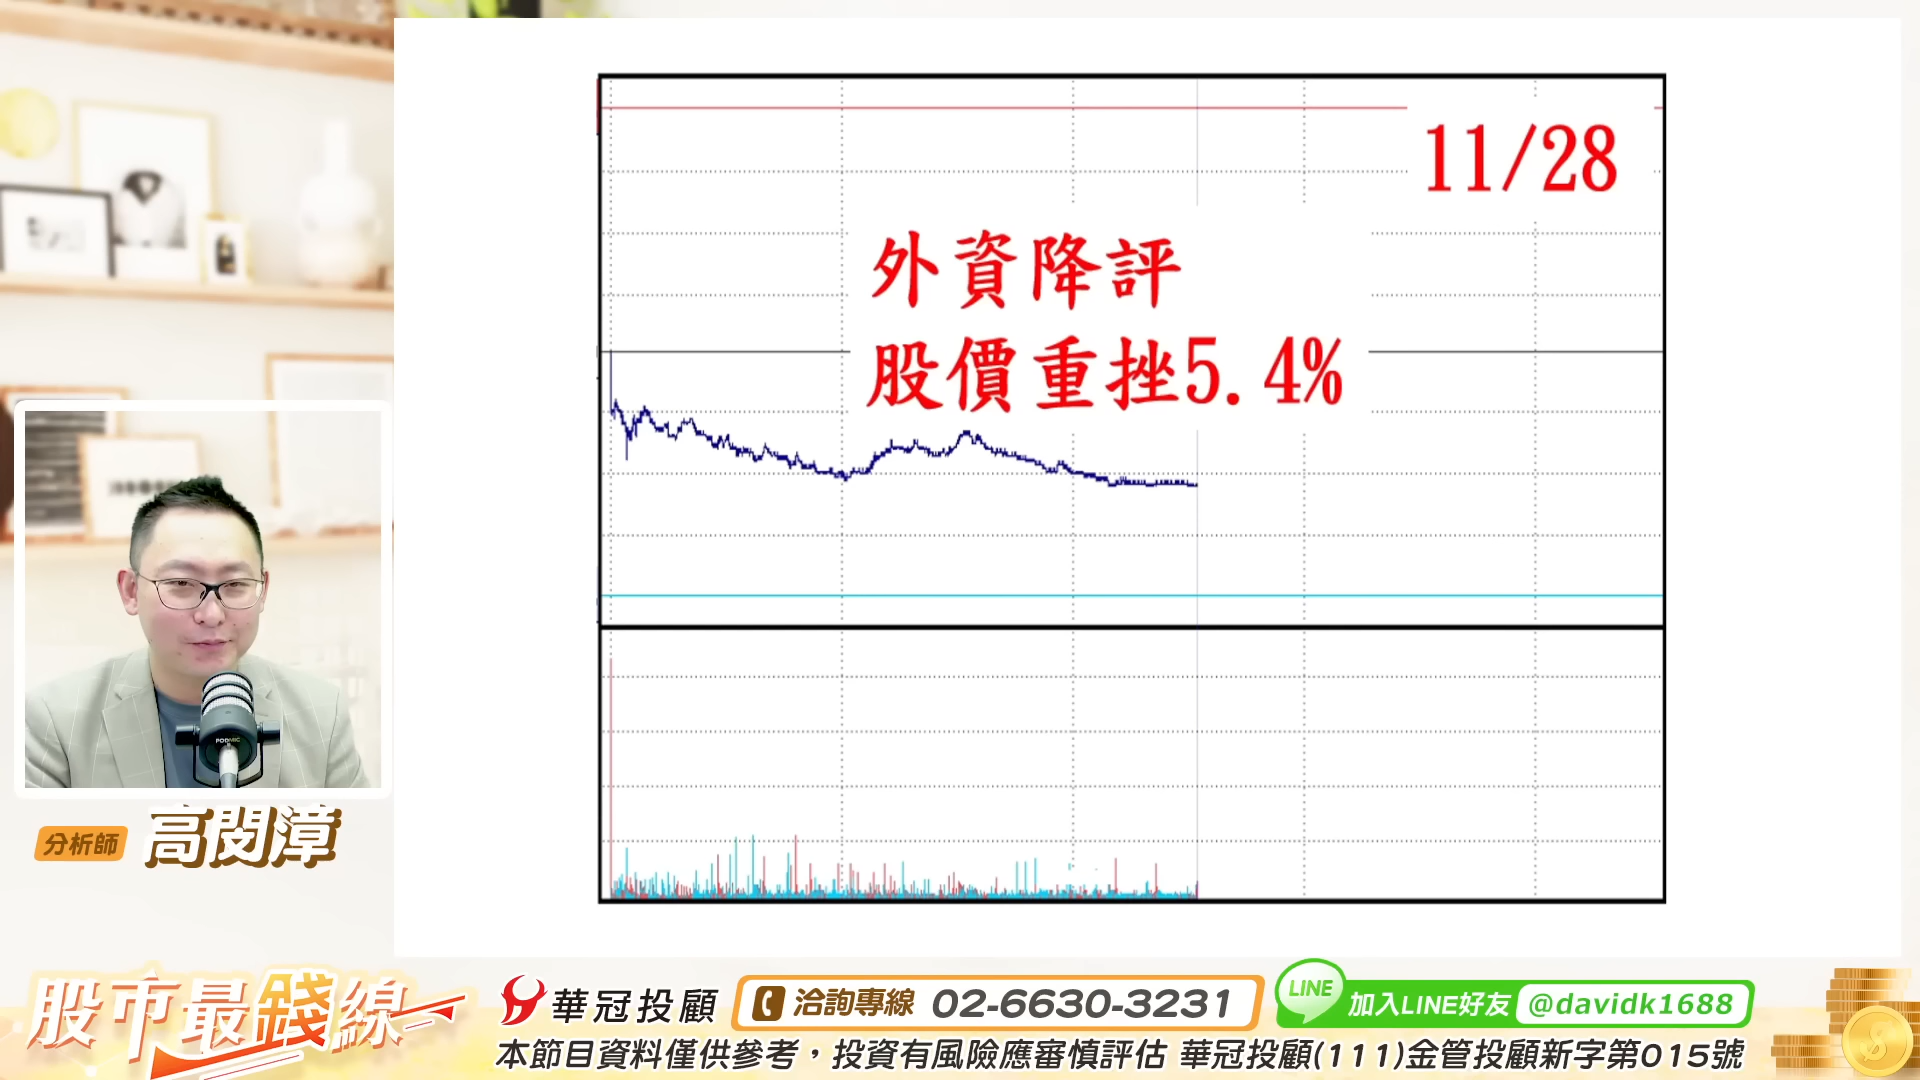 11/28
外資降評
股價重挫5.4%
PODMIC
分析師 高閔漳
股市最錢線
華冠投顧 洽詢專線 02-6630-3231 LINE 加入LINE好友 @davidk1688
本節目資料僅供參考，投資有風險應審慎評估 華冠投顧(111)金管投顧新字第015號